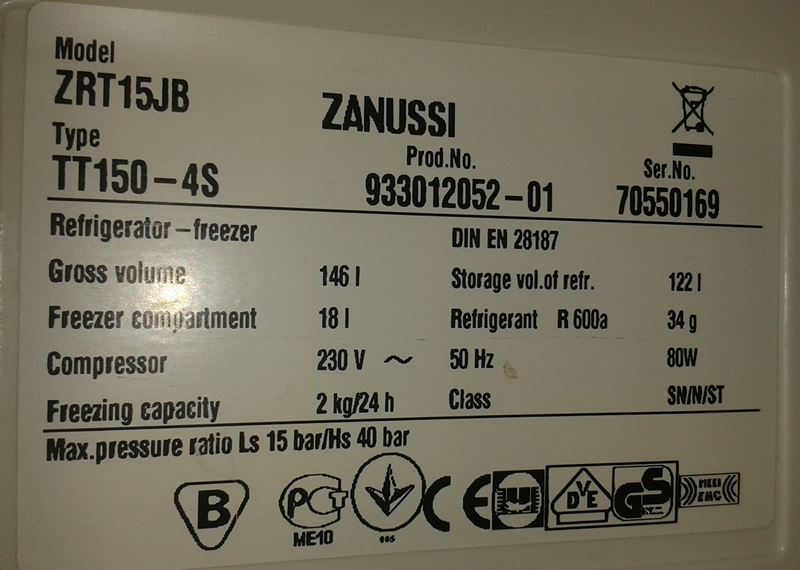 Model
ZRT15JB
ZANUSSI
Type
TT150-4S
Prod.No.
933012052-01
Ser.No.
70550169
Refrigerator-freezer
DIN EN 28187
Gross volume 146 l Storage vol.of refr. 122 l
Freezer compartment 18 l Refrigerant R 600a 34 g
Compressor 230 V ~ 50 Hz 80W
Freezing capacity 2 kg/24 h Class SN/N/ST
Max.pressure ratio Ls 15 bar/Hs 40 bar
B
PCT
ME10
005
CE
DVE
GS
EMC